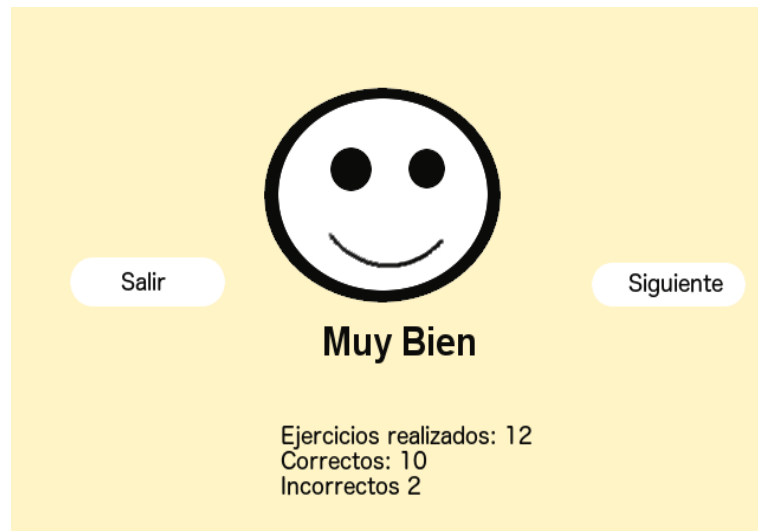 Salir
Siguiente
Muy Bien
Ejercicios realizados: 12
Correctos: 10
Incorrectos 2